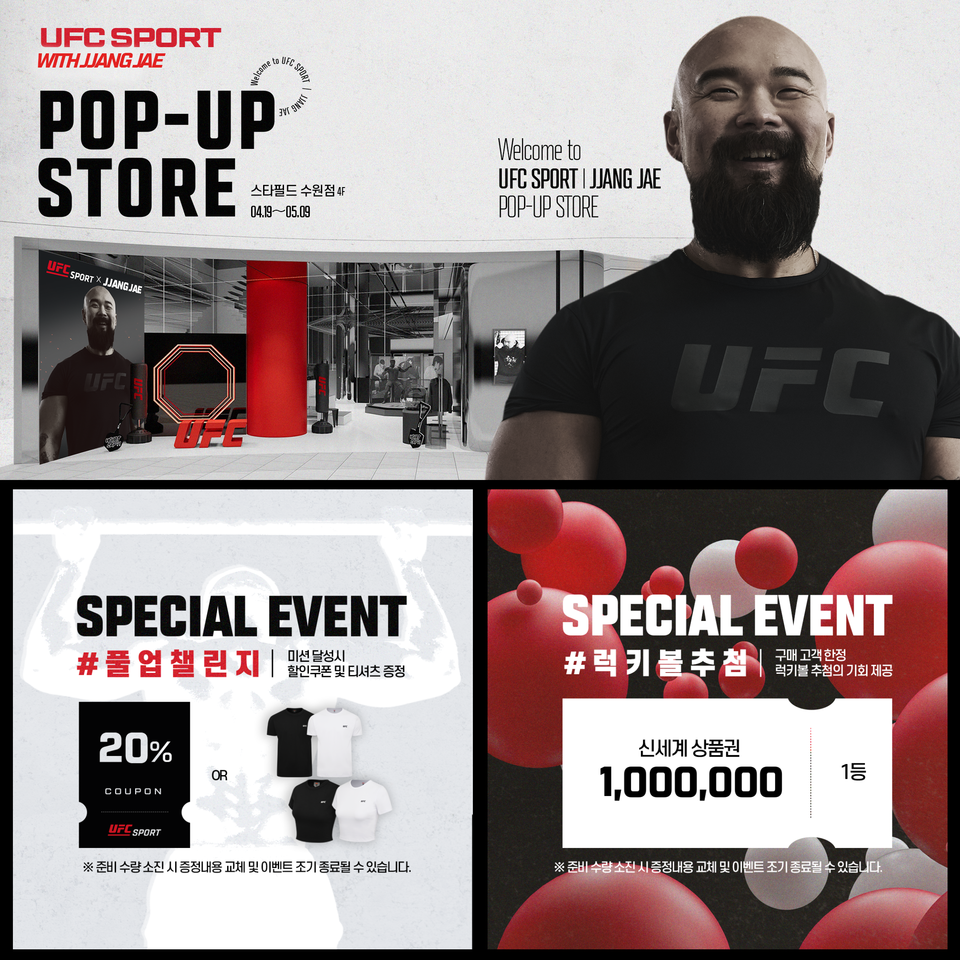 UFC SPORT
WITH JJANG JAE
Welcome to UFC SPORT | JJANG JAE
POP-UP
STORE
스타필드 수원점 4F
04.19~05.09
Welcome to
UFC SPORT | JJANG JAE
POP-UP STORE
UFC SPORT X JJANG JAE
UFC
UFC
UFC
UFC
UFC
SPECIAL EVENT
#풀업챌린지 | 미션 달성시
할인쿠폰 및 티셔츠 증정
20%
COUPON
UFC SPORT
OR
※ 준비 수량 소진 시 증정내용 교체 및 이벤트 조기 종료될 수 있습니다.
SPECIAL EVENT
#럭키볼추첨 | 구매 고객 한정
럭키볼 추첨의 기회 제공
신세계 상품권
1,000,000
1등
※ 준비 수량 소진 시 증정내용 교체 및 이벤트 조기 종료될 수 있습니다.